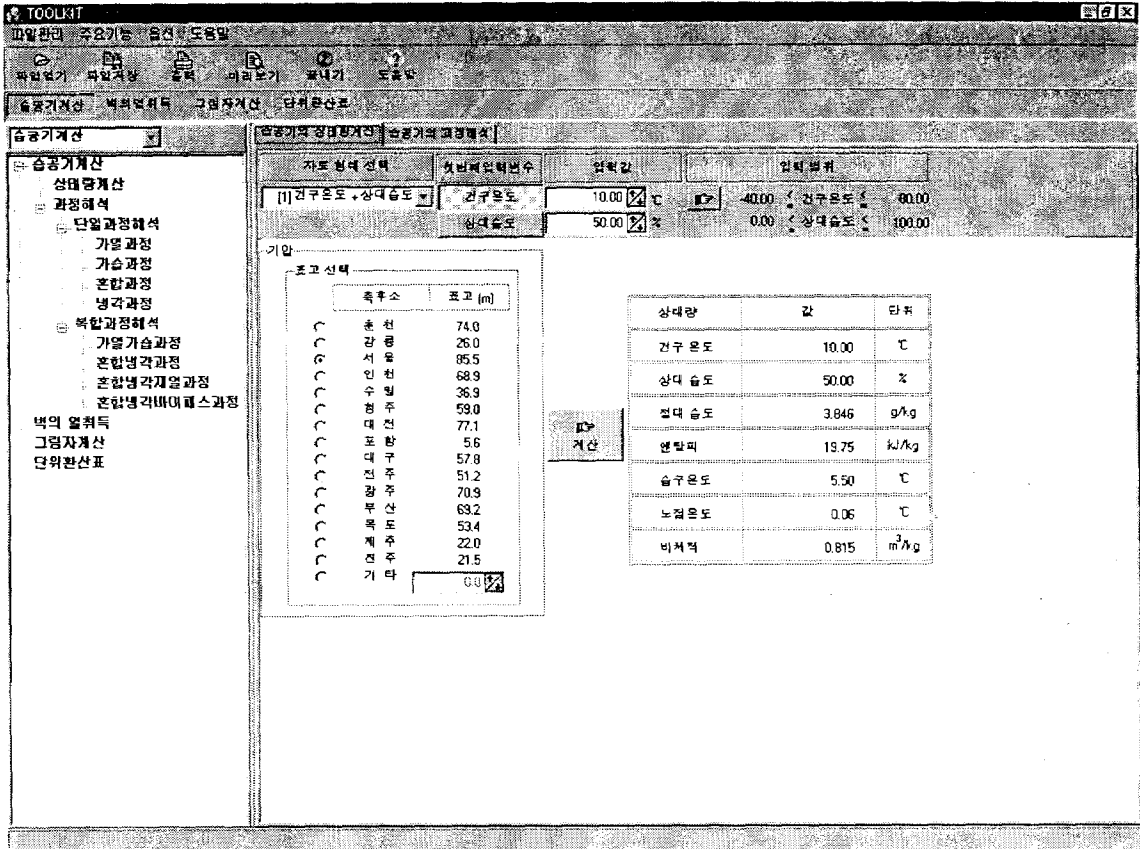 TOOLKIT
파일관리 주요기능 옵션 도움말
파일열기 파일저장 출력 미리보기 끝내기 도움말
습공기계산 벽의열취득 그림자계산 단위환산표
습공기계산
습공기계산
상태량계산
과정해석
단일과정해석
가열과정
가습과정
혼합과정
냉각과정
복합과정해석
가열가습과정
혼합냉각과정
혼합냉각재열과정
혼합냉각바이패스과정
벽의 열취득
그림자계산
단위환산표
습공기의 상태량계산 습공기의 과정해석
자료 형태 선택 첫번째입력변수 입력값 입력 범위
[1] 건구온도 +상대습도 건구온도 10.00 ℃ -40.00 ≤ 건구온도 ≤ 80.00
상대습도 50.00 % 0.00 ≤ 상대습도 ≤ 100.00
기압
표고 선택
측후소 표고 (m)
춘 천 74.0
강 릉 26.0
서 울 85.5
인 천 68.9
수 원 36.9
청 주 59.0
대 전 77.1
포 항 5.6
대 구 57.8
전 주 51.2
광 주 70.9
부 산 69.2
목 포 53.4
제 주 22.0
진 주 21.5
기 타 0.0
계산
상태량 값 단위
건구 온도 10.00 ℃
상대 습도 50.00 %
절대 습도 3.846 g/kg
엔탈피 19.75 kJ/kg
습구온도 5.50 ℃
노점온도 0.06 ℃
비체적 0.815 m³/kg